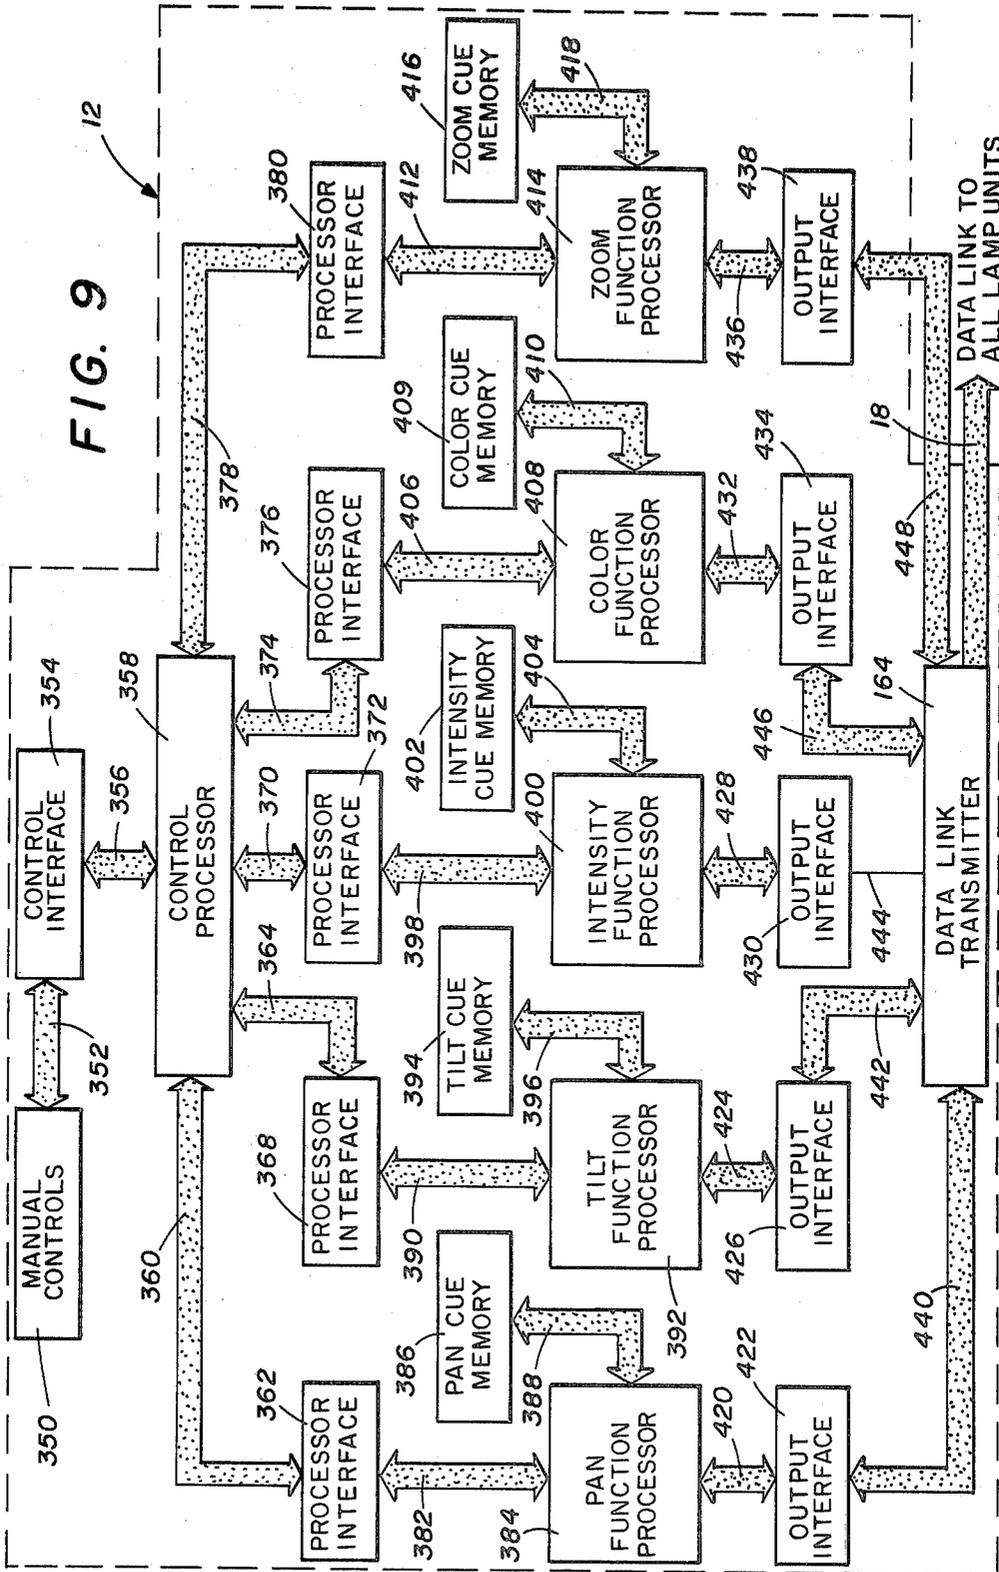 FIG. 9
12
MANUAL
CONTROLS
350
352
CONTROL
INTERFACE
354
356
CONTROL
PROCESSOR
358
360
364
370
374
378
PROCESSOR
INTERFACE
362
PROCESSOR
INTERFACE
368
PROCESSOR
INTERFACE
372
PROCESSOR
INTERFACE
376
PROCESSOR
INTERFACE
380
382
390
398
406
412
PAN CUE
MEMORY
386
388
TILT CUE
MEMORY
394
396
INTENSITY
CUE MEMORY
402
404
COLOR CUE
MEMORY
409
410
ZOOM CUE
MEMORY
416
418
PAN
FUNCTION
PROCESSOR
384
TILT
FUNCTION
PROCESSOR
392
INTENSITY
FUNCTION
PROCESSOR
400
COLOR
FUNCTION
PROCESSOR
408
ZOOM
FUNCTION
PROCESSOR
414
420
424
428
432
436
OUTPUT
INTERFACE
422
OUTPUT
INTERFACE
426
OUTPUT
INTERFACE
430
OUTPUT
INTERFACE
434
OUTPUT
INTERFACE
438
440
442
444
446
448
DATA LINK
TRANSMITTER
164
18
DATA LINK TO
ALL LAMP UNITS